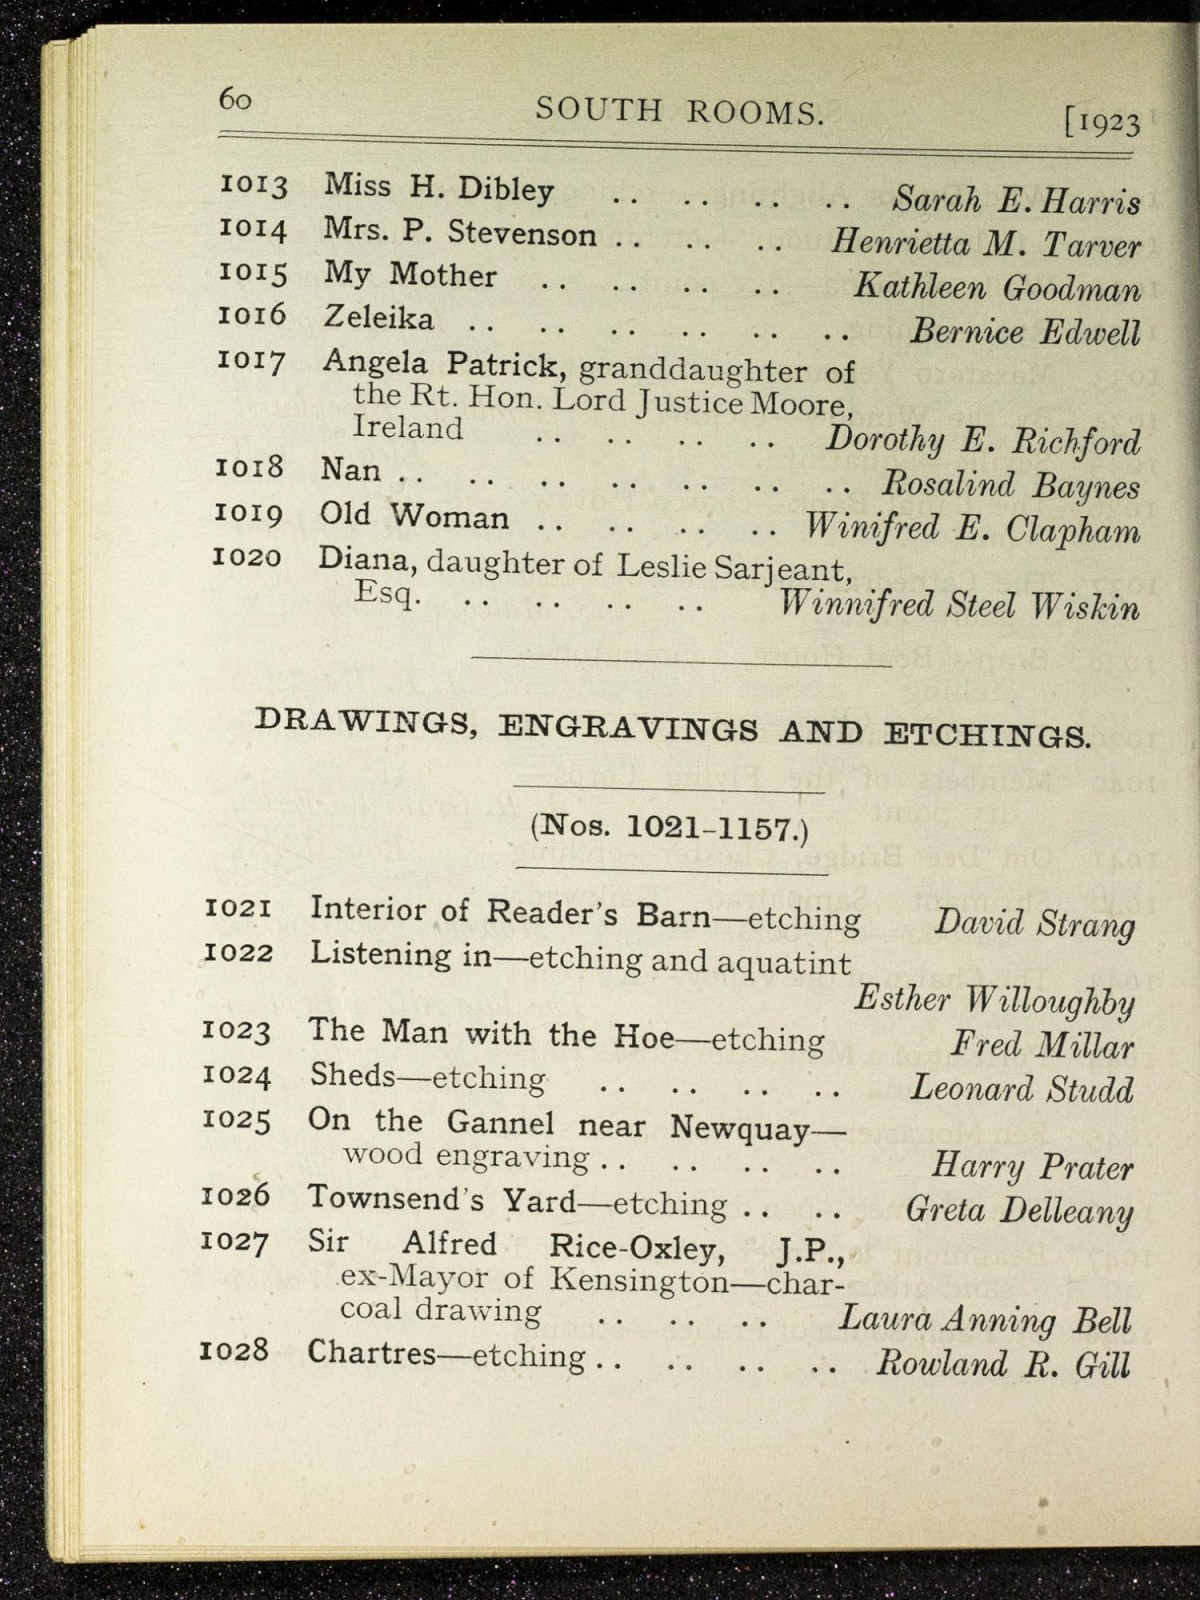 60 SOUTH ROOMS. [1923
1013 Miss H. Dibley .. .. .. .. Sarah E. Harris
1014 Mrs. P. Stevenson .. .. .. Henrietta M. Tarver
1015 My Mother .. .. .. .. Kathleen Goodman
1016 Zeleika .. .. .. .. .. .. Bernice Edwell
1017 Angela Patrick, granddaughter of
the Rt. Hon. Lord Justice Moore,
Ireland .. .. .. .. Dorothy E. Richford
1018 Nan .. .. .. .. .. .. .. Rosalind Baynes
1019 Old Woman .. .. .. .. Winifred E. Clapham
1020 Diana, daughter of Leslie Sarjeant,
Esq. .. .. .. .. Winnifred Steel Wiskin
DRAWINGS, ENGRAVINGS AND ETCHINGS.
(Nos. 1021-1157.)
1021 Interior of Reader's Barn—etching David Strang
1022 Listening in—etching and aquatint
Esther Willoughby
1023 The Man with the Hoe—etching Fred Millar
1024 Sheds—etching .. .. .. .. Leonard Studd
1025 On the Gannel near Newquay—
wood engraving .. .. .. .. Harry Prater
1026 Townsend's Yard—etching .. .. Greta Delleany
1027 Sir Alfred Rice-Oxley, J.P.,
ex-Mayor of Kensington—char-
coal drawing .. .. .. Laura Anning Bell
1028 Chartres—etching .. .. .. .. Rowland R. Gill